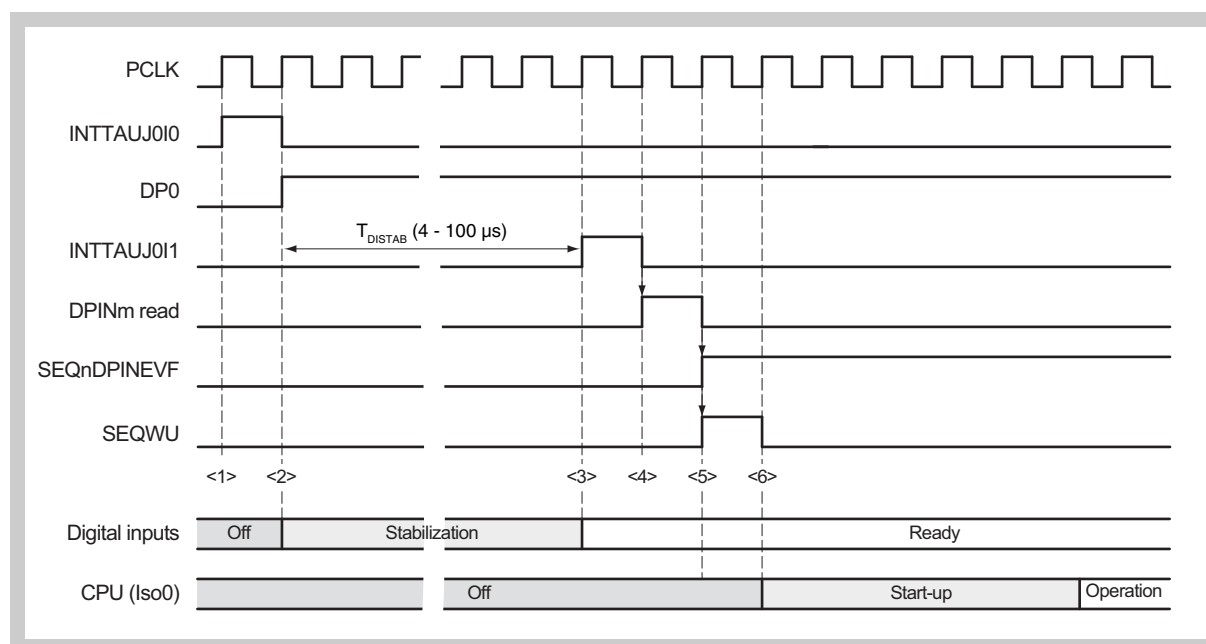 PCLK
INTTAUJ0I0
DP0
T_DISTAB (4 - 100 µs)
INTTAUJ0I1
DPINm read
SEQnDPINEVF
SEQWU
<1> <2> <3> <4> <5> <6>
Digital inputs Off Stabilization Ready
CPU (Iso0) Off Start-up Operation